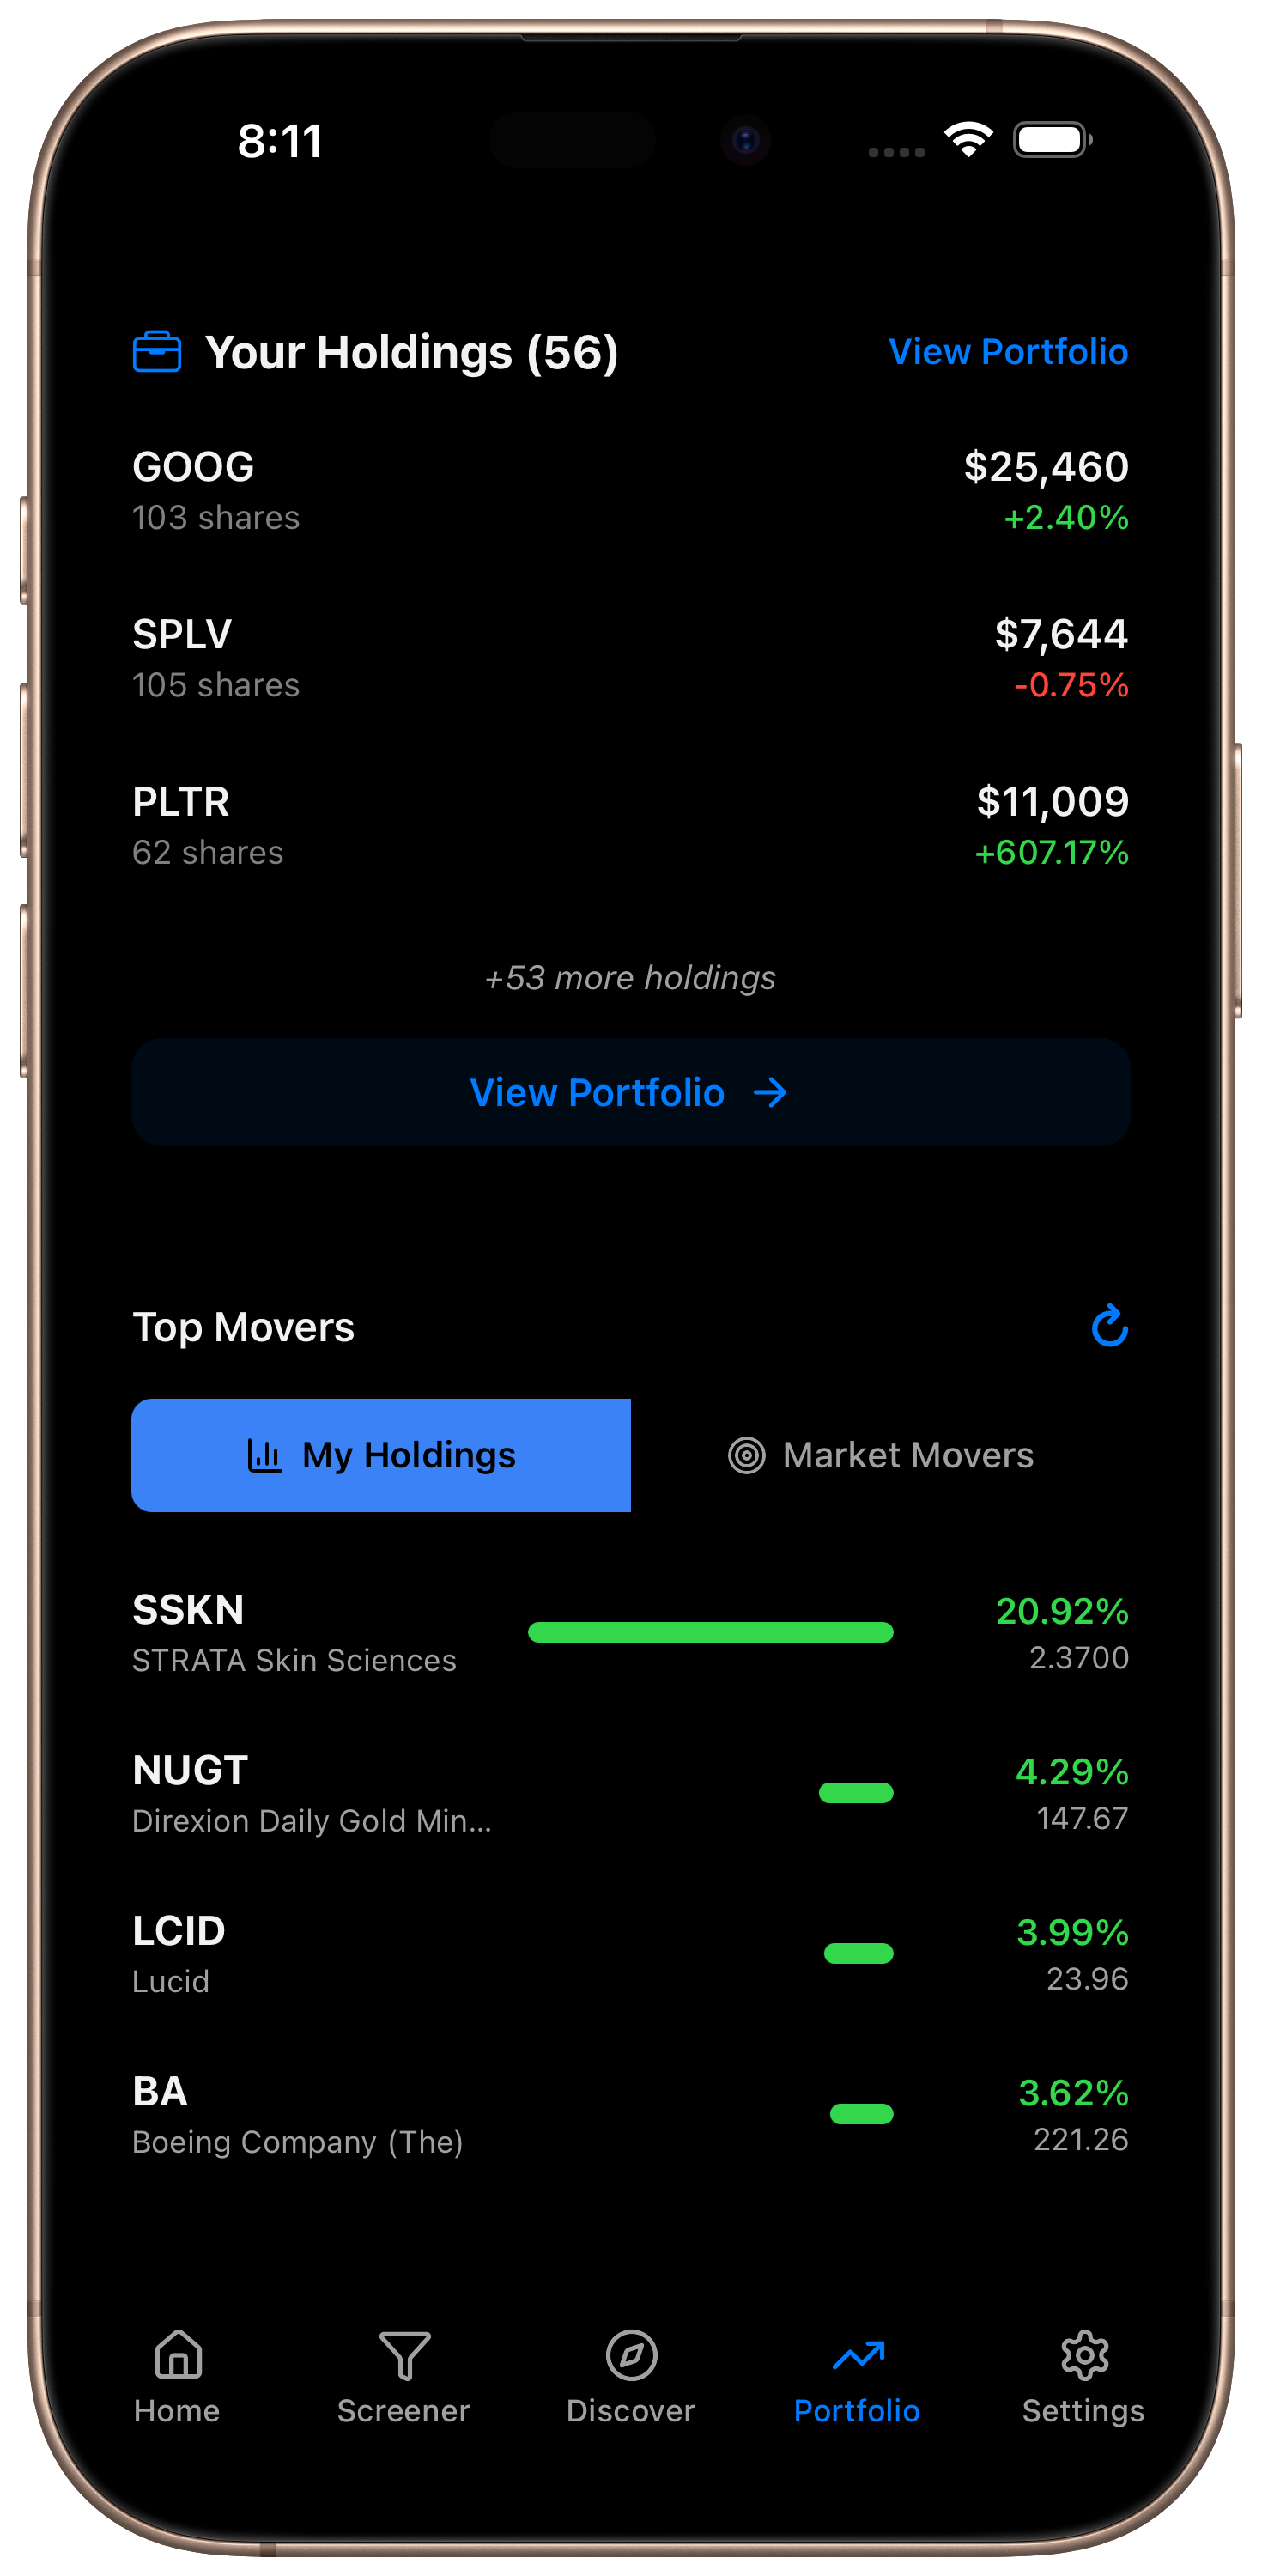 8:11
Your Holdings (56)
View Portfolio
GOOG
$25,460
103 shares
+2.40%
SPLV
$7,644
105 shares
-0.75%
PLTR
$11,009
62 shares
+607.17%
+53 more holdings
View Portfolio →
Top Movers
My Holdings
Market Movers
SSKN
20.92%
STRATA Skin Sciences
2.3700
NUGT
4.29%
Direxion Daily Gold Min...
147.67
LCID
3.99%
Lucid
23.96
BA
3.62%
Boeing Company (The)
221.26
Home
Screener
Discover
Portfolio
Settings